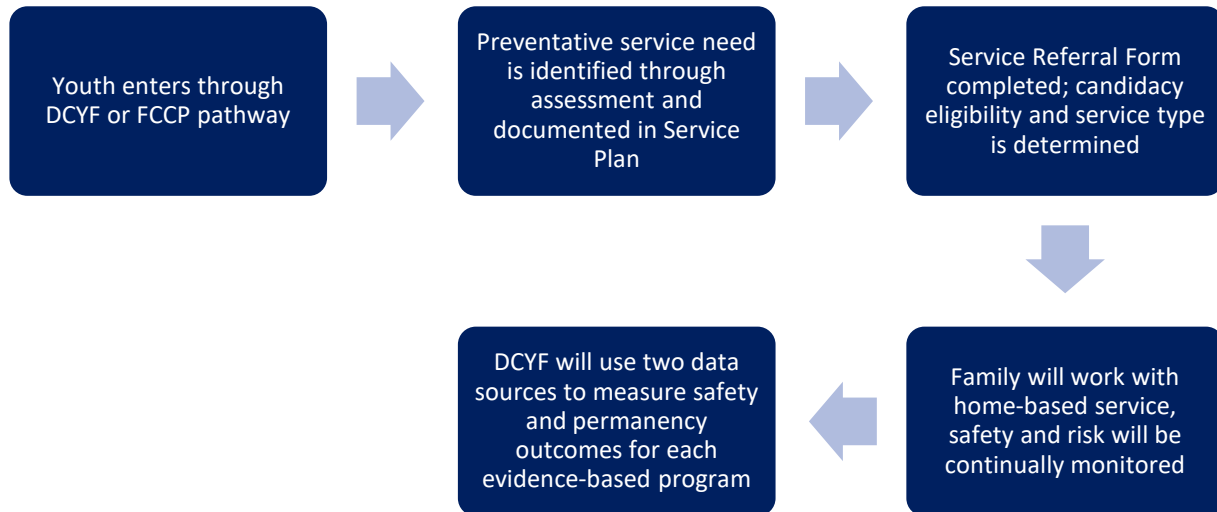 Youth enters through
DCYF or FCCP pathway
Preventative service need
is identified through
assessment and
documented in Service
Plan
Service Referral Form
completed; candidacy
eligibility and service type
is determined
Family will work with
home-based service,
safety and risk will be
continually monitored
DCYF will use two data
sources to measure safety
and permanency
outcomes for each
evidence-based program